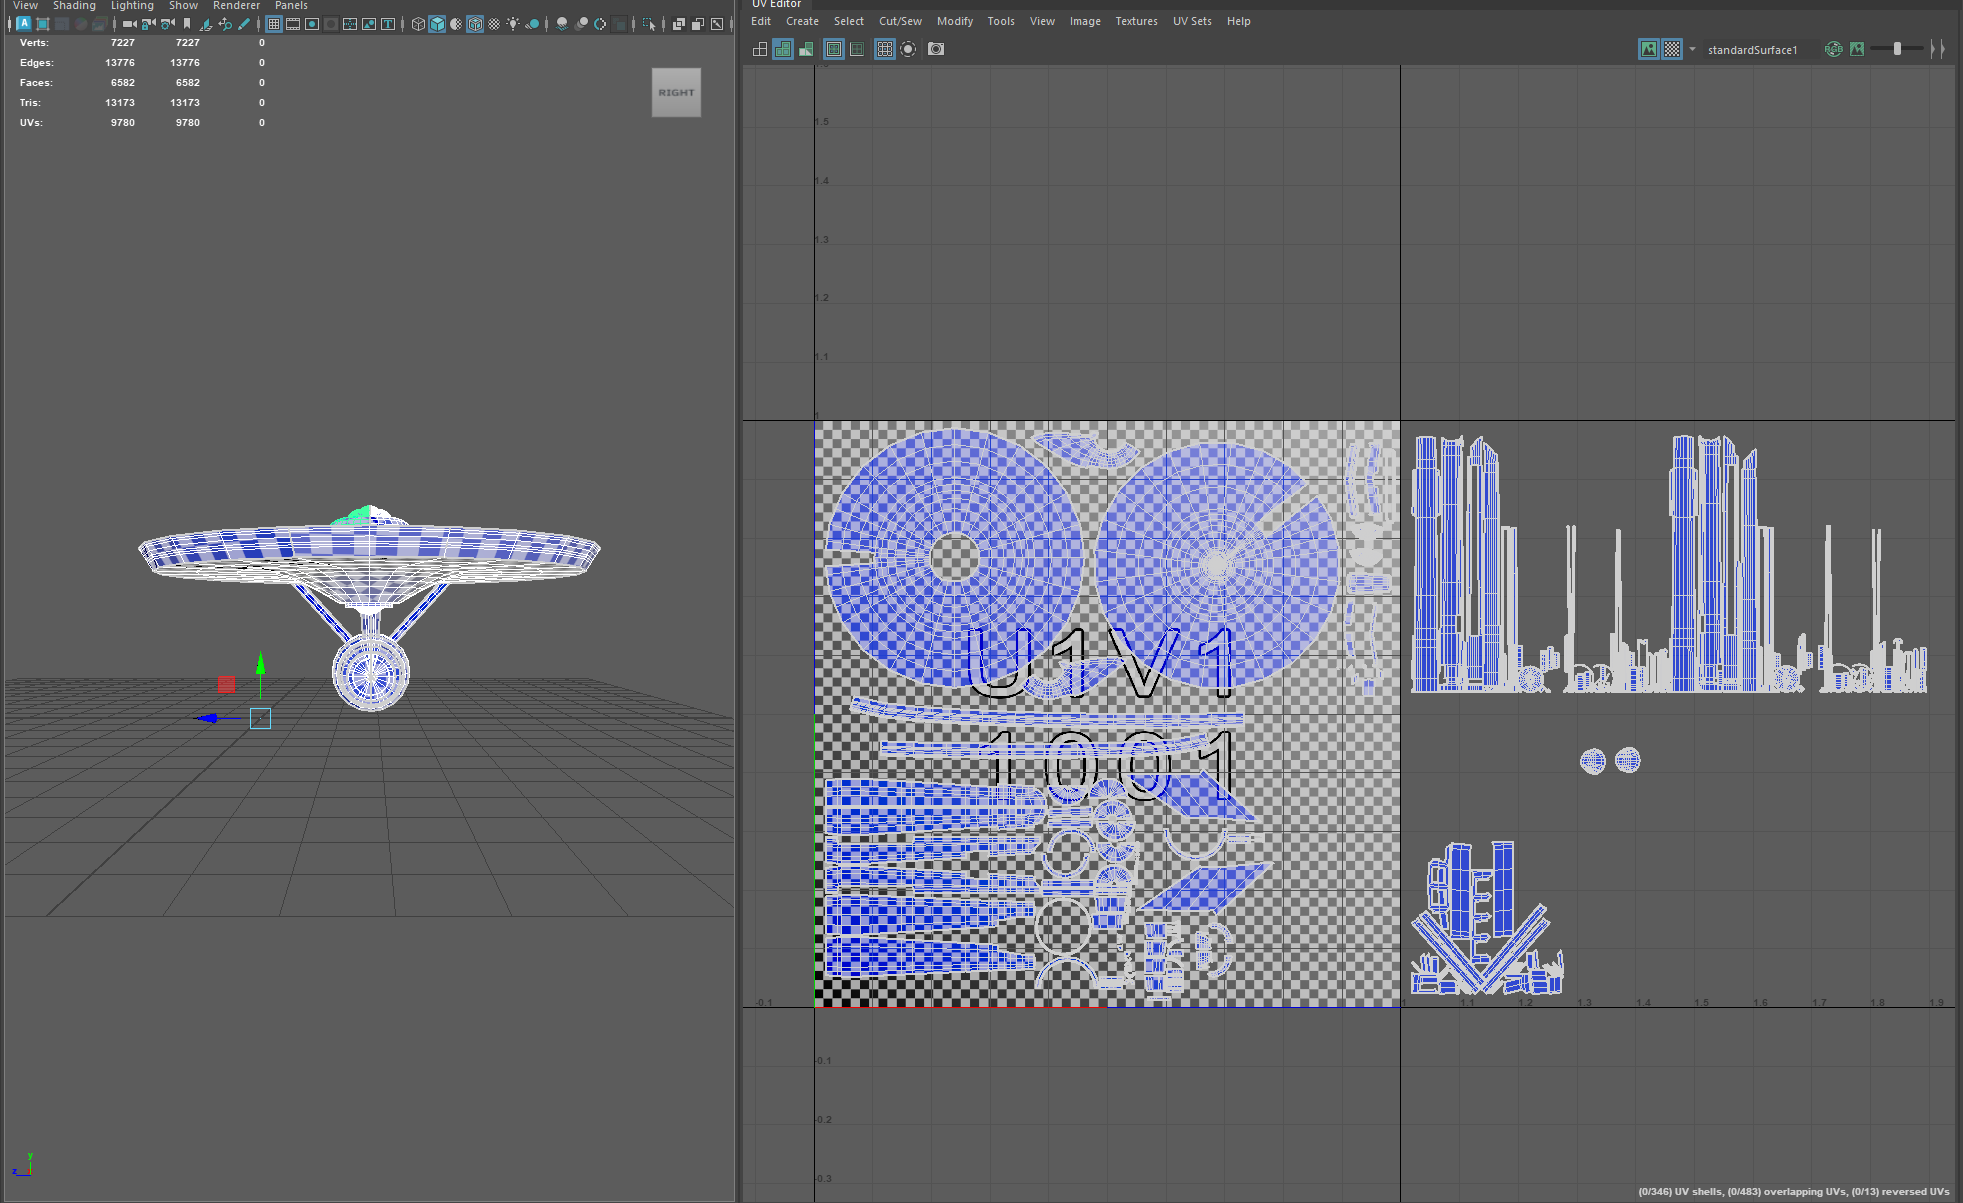 View Shading Lighting Show Renderer Panels
Verts: 7227 7227 0
Edges: 13776 13776 0
Faces: 6582 6582 0
Tris: 13173 13173 0
UVs: 9780 9780 0
RIGHT
y
z
UV Editor
Edit Create Select Cut/Sew Modify Tools View Image Textures UV Sets Help
standardSurface1
1.5
1.4
1.3
1.2
1.1
1
U1V1
1001
-0.1
1 1.1 1.2 1.3 1.4 1.5 1.6 1.7 1.8 1.9
-0.1
-0.2
-0.3
(0/346) UV shells, (0/483) overlapping UVs, (0/13) reversed UVs